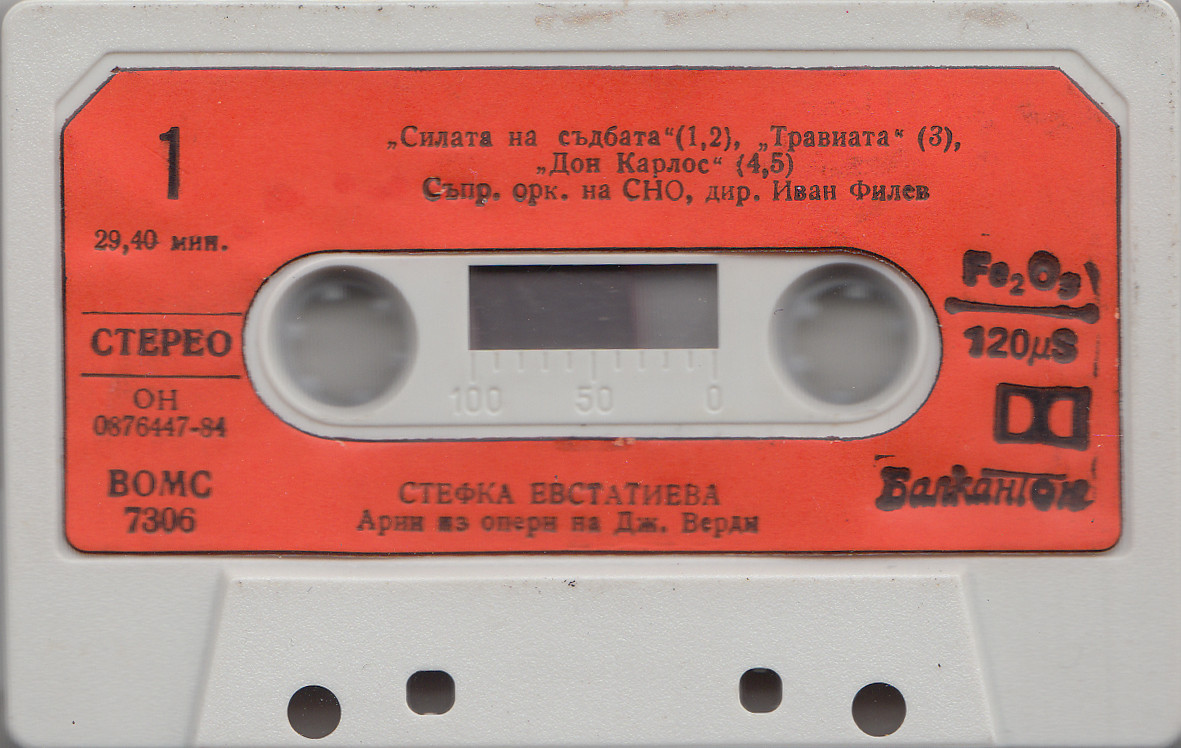 1
„Силата на съдбата“(1,2), „Травиата“ (3),
„Дон Карлос“ (4,5)
Съпр. орк. на СНО, дир. Иван Филев
29,40 мин.
СТЕРЕО
ОН
0876447-84
ВОМС
7306
100 50 0
Fe₂O₃
120μS
Балкантон
СТЕФКА ЕВСТАТИЕВА
Арии из опери на Дж. Верди